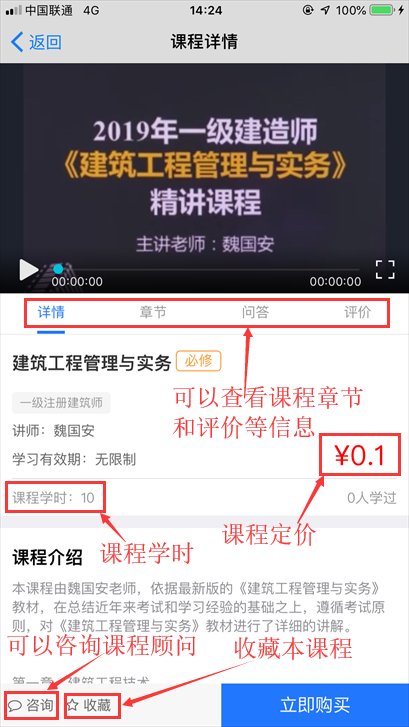 中国联通 4G 14:24 100%
返回 课程详情
2019年一级建造师
《建筑工程管理与实务》
精讲课程
主讲老师：魏国安
00:00:00 00:00:00
详情 章节 问答 评价
建筑工程管理与实务 必修
可以查看课程章节
一级注册建筑师
和评价等信息
讲师：魏国安
学习有效期：无限制
¥0.1
课程学时：10 0人学过
课程定价
课程学时
课程介绍
本课程由魏国安老师，依据最新版的《建筑工程管理与实务》
教材，在总结近年来考试和学习经验的基础之上，遵循考试原
则，对《建筑工程管理与实务》教材进行了详细的讲解。
可以咨询课程顾问 收藏本课程
第一章 建筑工程技术
咨询 收藏 立即购买